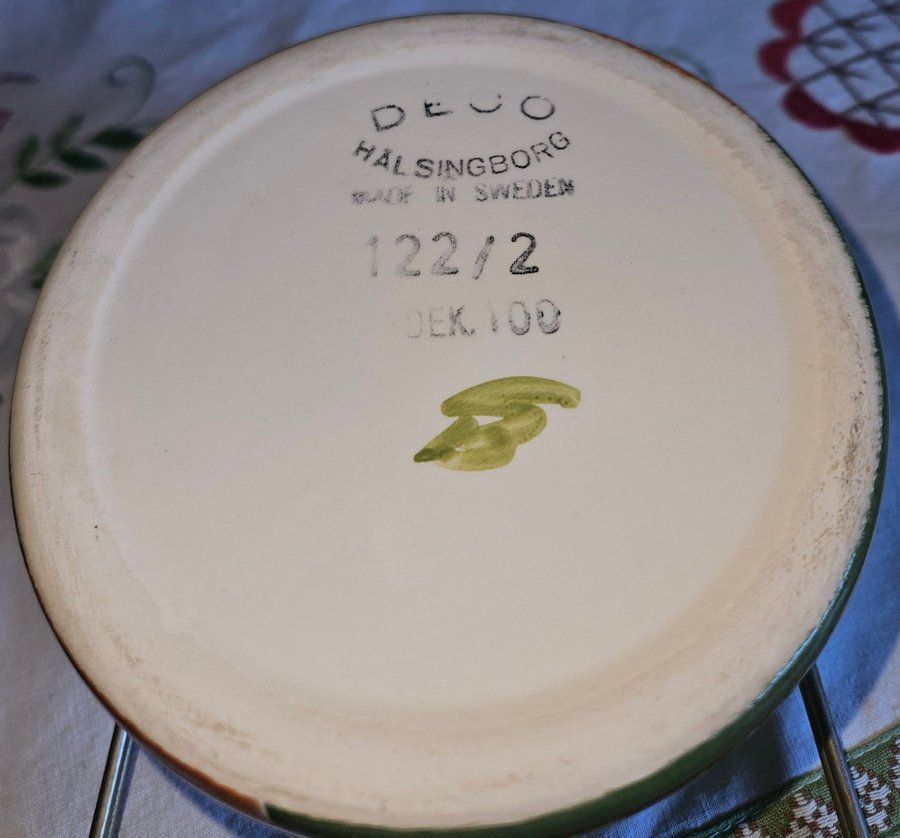 DECO
HÄLSINGBORG
MADE IN SWEDEN
122/2
DEK.100